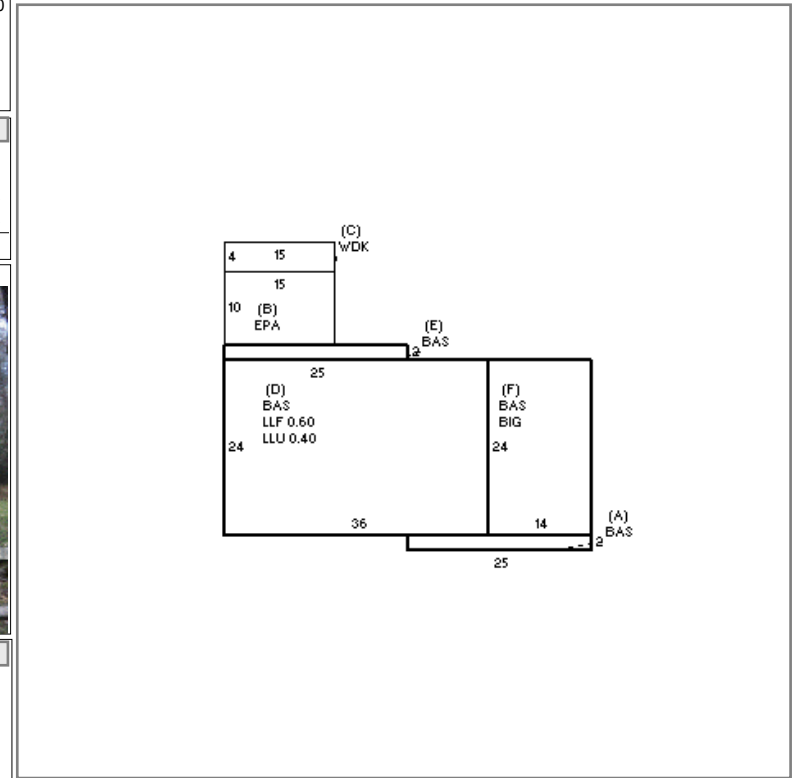 (C)
WDK
4 15
15
10 (B)
EPA
(E)
BAS
2
25
(D)
BAS
LLF 0.60
LLU 0.40
24
(F)
BAS
BIG
24
36
14
(A)
BAS
2
25